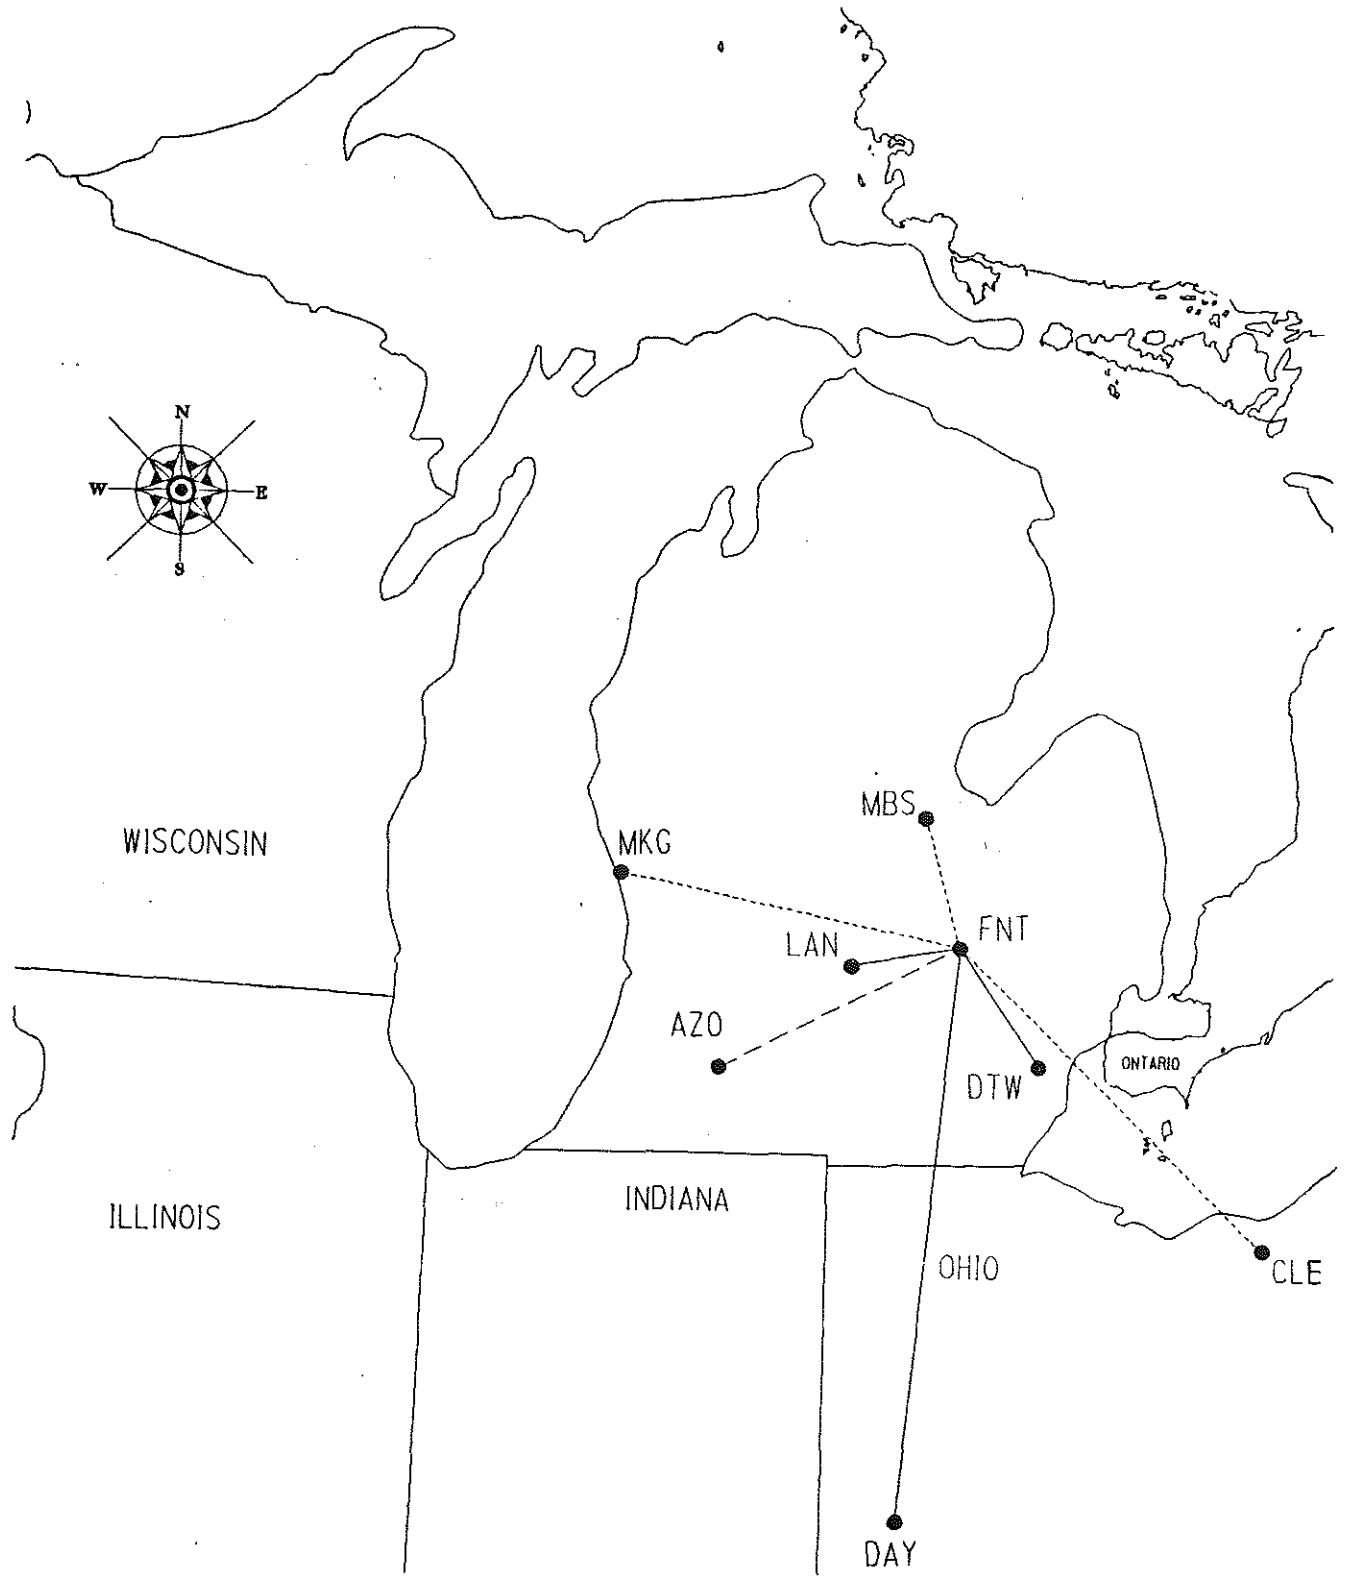 N
W E
S
MBS
WISCONSIN
MKG
FNT
LAN
AZO
ONTARIO
DTW
INDIANA
ILLINOIS
OHIO
CLE
DAY